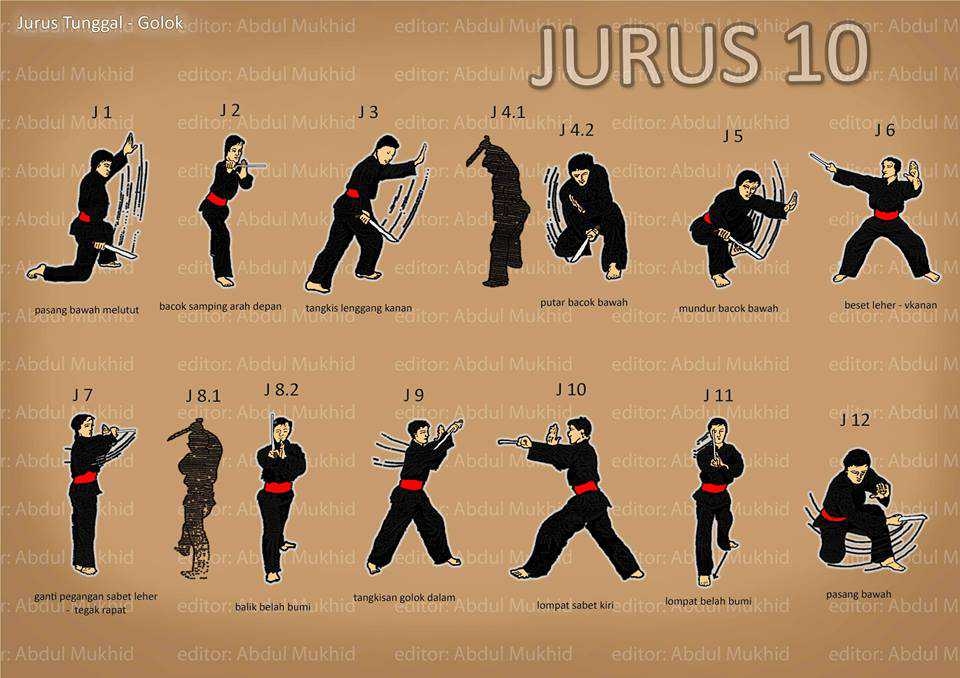 Jurus Tunggal - Golok
JURUS 10
J 1
J 2
J 3
J 4.1
J 4.2
J 5
J 6
pasang bawah melutut
bacok samping arah depan
tangkis lenggang kanan
putar bacok bawah
mundur bacok bawah
beset leher - vkanan
J 7
J 8.1
J 8.2
J 9
J 10
J 11
J 12
ganti pegangan sabet leher
- tegak rapat
balik belah bumi
tangkisan golok dalam
lompat sabet kiri
lompat belah bumi
pasang bawah
editor: Abdul Mukhid